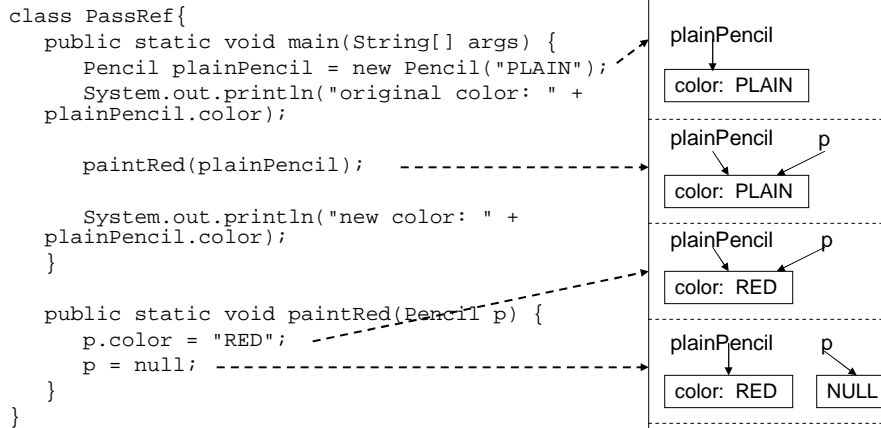 class PassRef{
public static void main(String[] args) {
Pencil plainPencil = new Pencil("PLAIN");
System.out.println("original color: " +
plainPencil.color);
paintRed(plainPencil);
System.out.println("new color: " +
plainPencil.color);
}
public static void paintRed(Pencil p) {
p.color = "RED";
p = null;
}
}
plainPencil
color: PLAIN
plainPencil p
color: PLAIN
plainPencil p
color: RED
plainPencil p
color: RED NULL